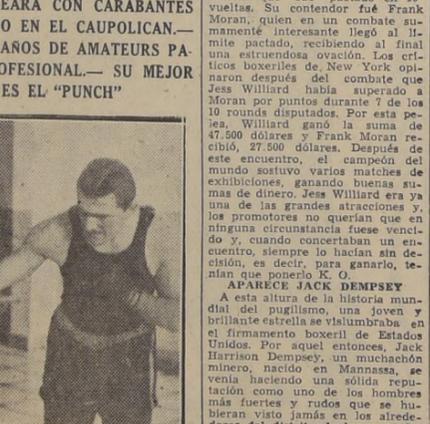 EARÁ CON CARABANTES
O EN EL CAUPOLICAN.—
AÑOS DE AMATEURS PA-
OFESIONAL.— SU MEJOR
ES EL "PUNCH"
vueltas. Su contendor fué Frank
Moran, quien en un combate su-
mamente interesante llegó al lí-
mite pactado, recibiendo al final
una estruendosa ovación. Los crí-
ticos boxeriles de New York opi-
naron después del combate que
Jess Williard había superado a
Moran por puntos durante 7 de los
10 rounds disputados. Por esta pe-
lea, Williard ganó la suma de
47.500 dólares y Frank Moran re-
cibió, 27.500 dólares. Después de
este encuentro, el campeón del
mundo sostuvo varios matches de
exhibiciones, ganando buenas su-
mas de dinero. Jess Williard era ya
una de las grandes atracciones y,
los promotores no querían que en
ninguna circunstancia fuese venci-
do y, cuando concertaban un en-
cuentro, siempre lo hacían sin de-
cisión, es decir, para ganarlo, te-
nían que ponerlo K. O.
APARECE JACK DEMPSEY
A esta altura de la historia mun-
dial del pugilismo, una joven y
brillante estrella se vislumbraba en
el firmamento boxeril de Estados
Unidos. Por aquel entonces, Jack
Harrison Dempsey, un muchachón
minero, nacido en Mannassa, se
venía haciendo una sólida repu-
tación como uno de los hombres
más fuertes y rudos que se hu-
bieran visto jamás en los alrede-